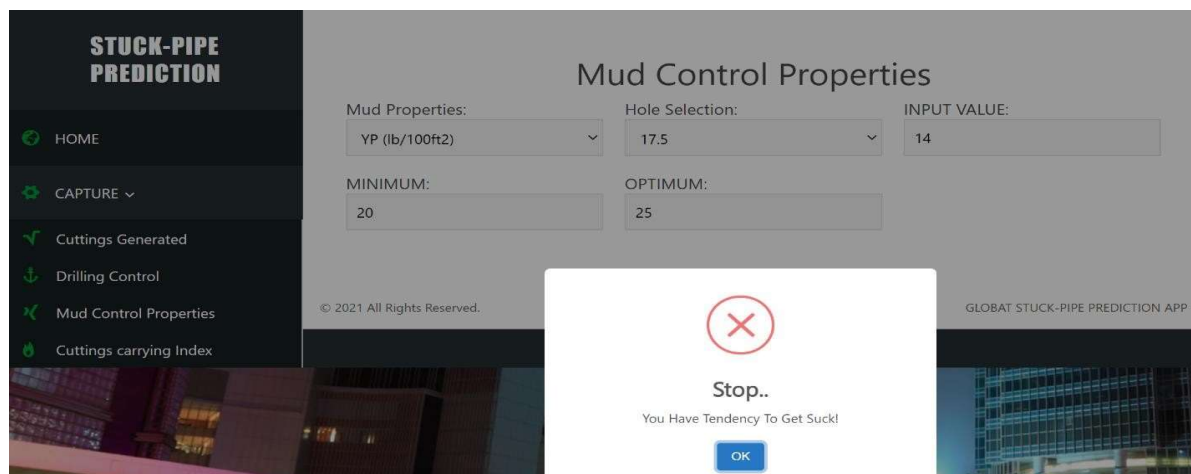 STUCK-PIPE
PREDICTION
HOME
CAPTURE
Cuttings Generated
Drilling Control
Mud Control Properties
Cuttings carrying Index
Mud Control Properties
Mud Properties:
Hole Selection:
INPUT VALUE:
YP (lb/100ft2)
17.5
14
MINIMUM:
OPTIMUM:
20
25
© 2021 All Rights Reserved.
GLOBAT STUCK-PIPE PREDICTION APP
Stop..
You Have Tendency To Get Suck!
OK